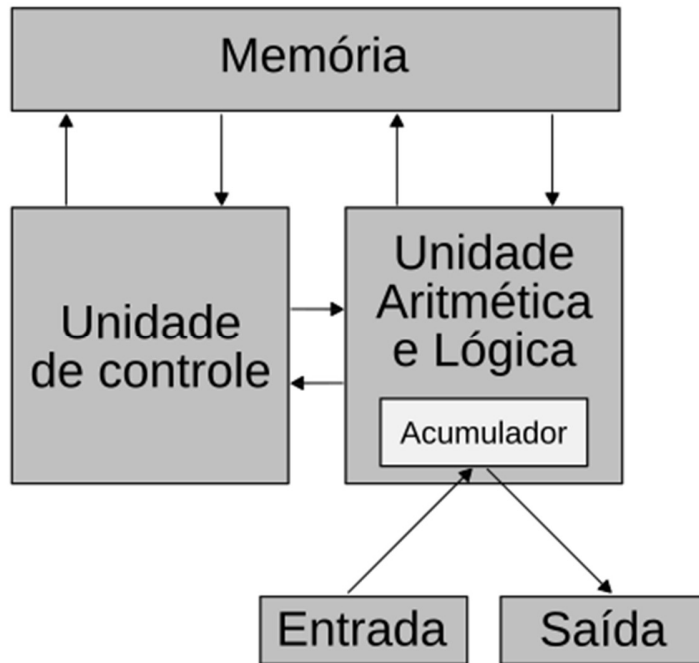 Memória
Unidade
de controle
Unidade
Aritmética
e Lógica
Acumulador
Entrada
Saída